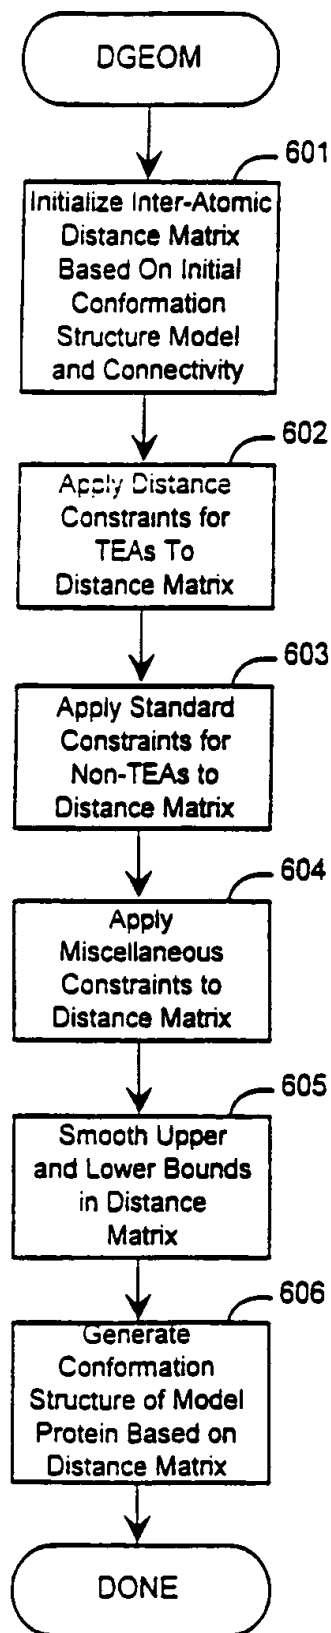 DGEOM
601
Initialize Inter-Atomic
Distance Matrix
Based On Initial
Conformation
Structure Model
and Connectivity
602
Apply Distance
Constraints for
TEAs To
Distance Matrix
603
Apply Standard
Constraints for
Non-TEAs to
Distance Matrix
604
Apply
Miscellaneous
Constraints to
Distance Matrix
605
Smooth Upper
and Lower Bounds
in Distance
Matrix
606
Generate
Conformation
Structure of Model
Protein Based on
Distance Matrix
DONE